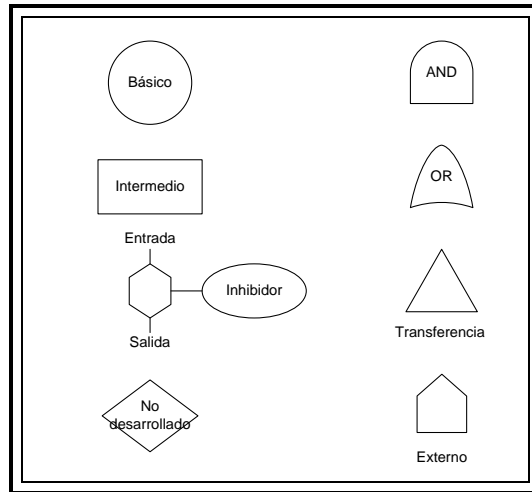 Básico
AND
Intermedio
OR
Entrada
Inhibidor
Salida
Transferencia
No
desarrollado
Externo